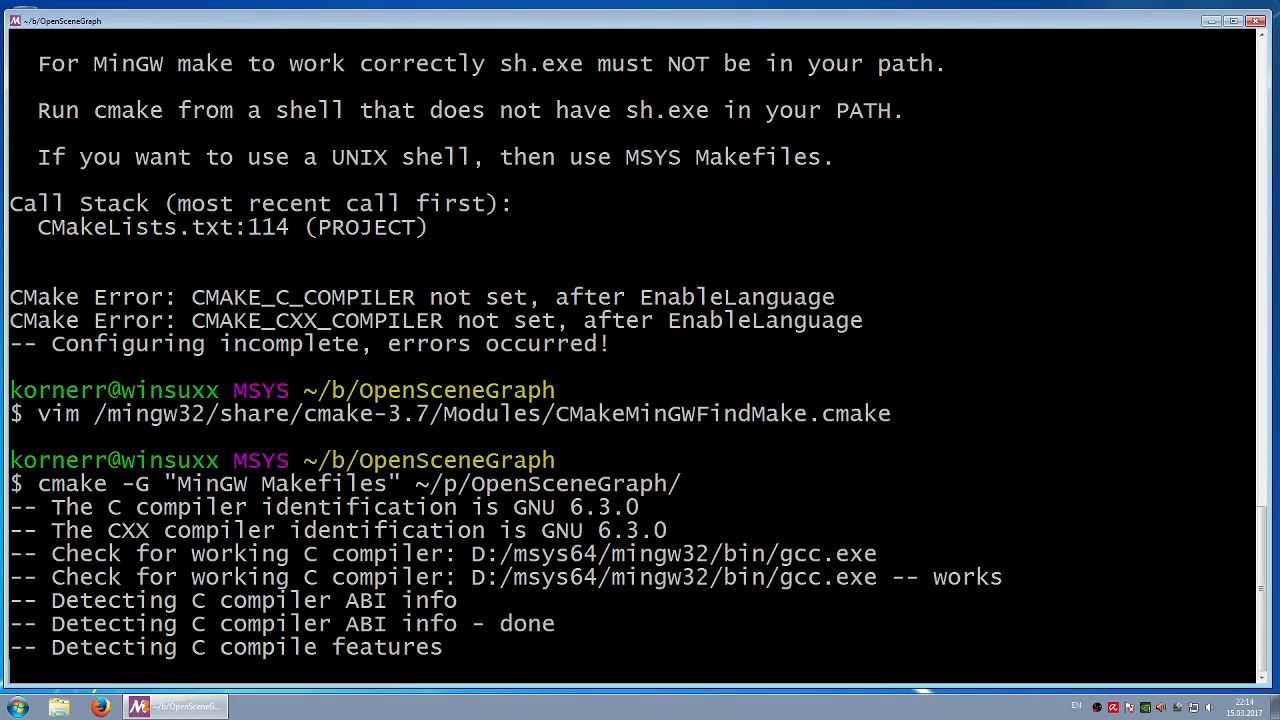 ~/b/OpenSceneGraph
For MinGW make to work correctly sh.exe must NOT be in your path.
Run cmake from a shell that does not have sh.exe in your PATH.
If you want to use a UNIX shell, then use MSYS Makefiles.
Call Stack (most recent call first):
CMakeLists.txt:114 (PROJECT)
CMake Error: CMAKE_C_COMPILER not set, after EnableLanguage
CMake Error: CMAKE_CXX_COMPILER not set, after EnableLanguage
-- Configuring incomplete, errors occurred!
kornerr@winsuxx MSYS ~/b/OpenSceneGraph
$ vim /mingw32/share/cmake-3.7/Modules/CMakeMinGWFindMake.cmake
kornerr@winsuxx MSYS ~/b/OpenSceneGraph
$ cmake -G "MinGW Makefiles" ~/p/OpenSceneGraph/
-- The C compiler identification is GNU 6.3.0
-- The CXX compiler identification is GNU 6.3.0
-- Check for working C compiler: D:/msys64/mingw32/bin/gcc.exe
-- Check for working C compiler: D:/msys64/mingw32/bin/gcc.exe -- works
-- Detecting C compiler ABI info
-- Detecting C compiler ABI info - done
-- Detecting C compile features
~/b/OpenSceneG...
EN
22:14
15.03.2017